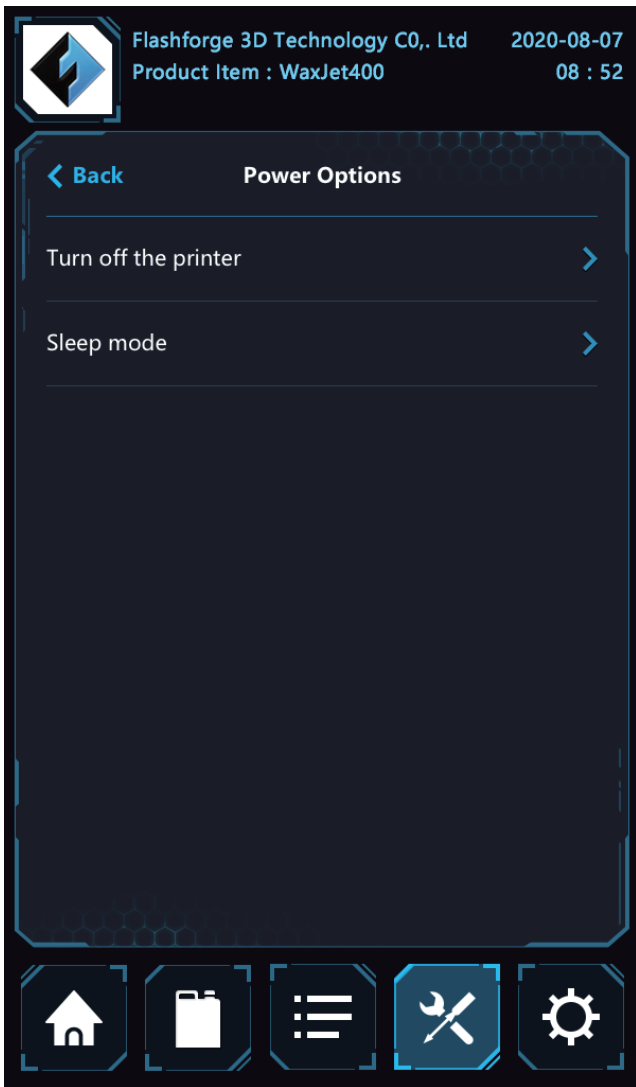 Flashforge 3D Technology C0,. Ltd 2020-08-07
Product Item : WaxJet400 08 : 52
Back Power Options
Turn off the printer
Sleep mode